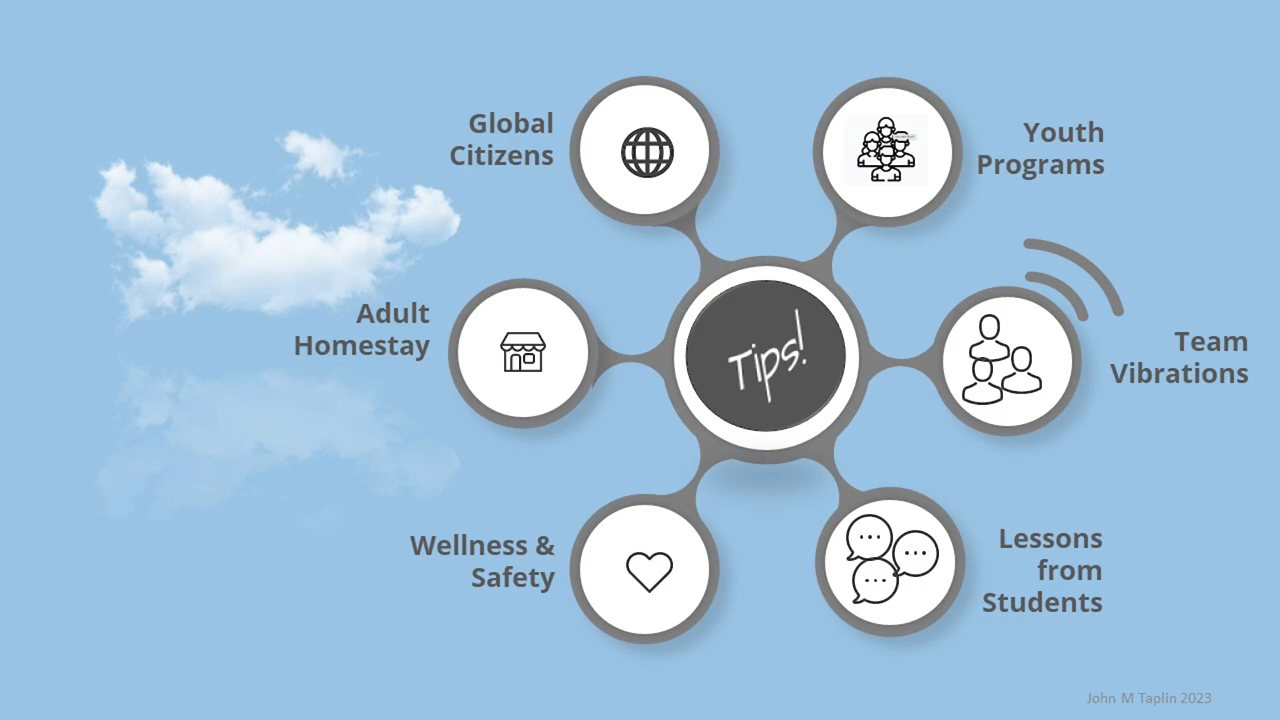 Global
Citizens
Youth
Programs
Adult
Homestay
Tips!
Team
Vibrations
Wellness &
Safety
Lessons
from
Students
John M Taplin 2023